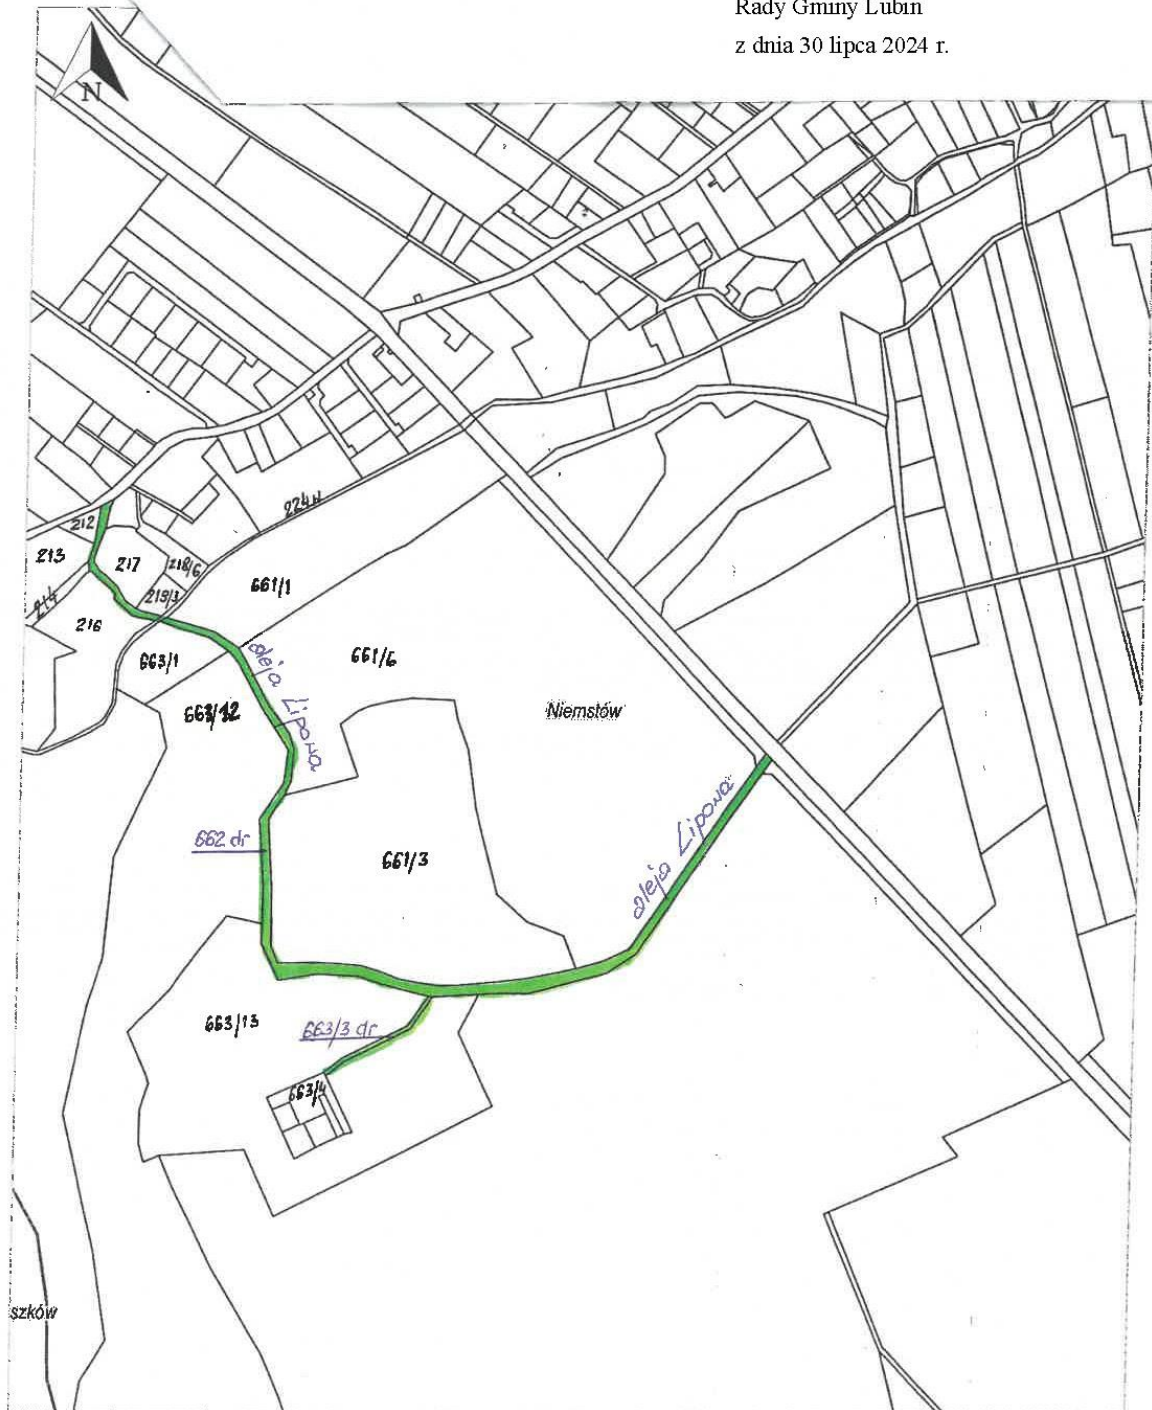 Rady Gminy Lubin
z dnia 30 lipca 2024 r.
N
224 W
212
213
217
218/6
219/3
214
216
661/1
663/1
661/6
aleja Lipowa
663/12
Niemstów
662 dr
661/3
aleja Lipowa
663/13
663/3 dr
663/4
szków